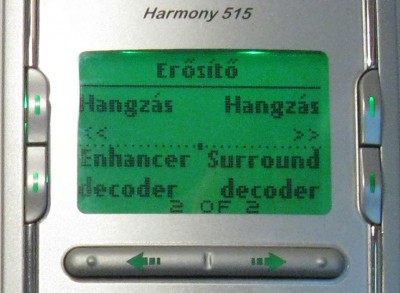 Harmony 515
Erősítő
Hangzás Hangzás
<< >>
Enhancer Surround
decoder decoder
2 OF 2